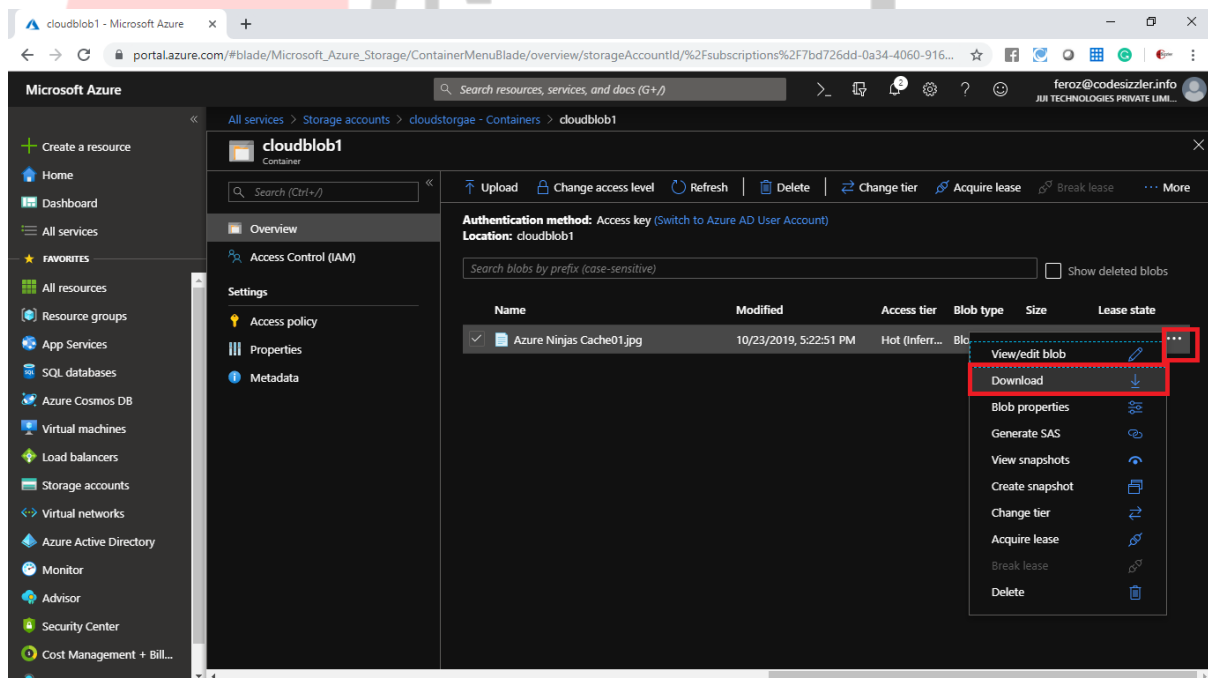 cloudblob1 - Microsoft Azure
portal.azure.com/#blade/Microsoft_Azure_Storage/ContainerMenuBlade/overview/storageAccountId/%2Fsubscriptions%2F7bd726dd-0a34-4060-916...
Microsoft Azure
Search resources, services, and docs (G+/)
2
feroz@codesizzler.info
JIJI TECHNOLOGIES PRIVATE LIMI...
All services > Storage accounts > cloudstorgae - Containers > cloudblob1
Create a resource
Home
Dashboard
All services
FAVORITES
All resources
Resource groups
App Services
SQL databases
Azure Cosmos DB
Virtual machines
Load balancers
Storage accounts
Virtual networks
Azure Active Directory
Monitor
Advisor
Security Center
Cost Management + Bill...
cloudblob1
Container
Search (Ctrl+/)
Overview
Access Control (IAM)
Settings
Access policy
Properties
Metadata
Upload Change access level Refresh Delete Change tier Acquire lease Break lease ... More
Authentication method: Access key (Switch to Azure AD User Account)
Location: cloudblob1
Search blobs by prefix (case-sensitive)
Show deleted blobs
Name Modified Access tier Blob type Size Lease state
Azure Ninjas Cache01.jpg 10/23/2019, 5:22:51 PM Hot (Inferr... Blo
View/edit blob
Download
Blob properties
Generate SAS
View snapshots
Create snapshot
Change tier
Acquire lease
Break lease
Delete